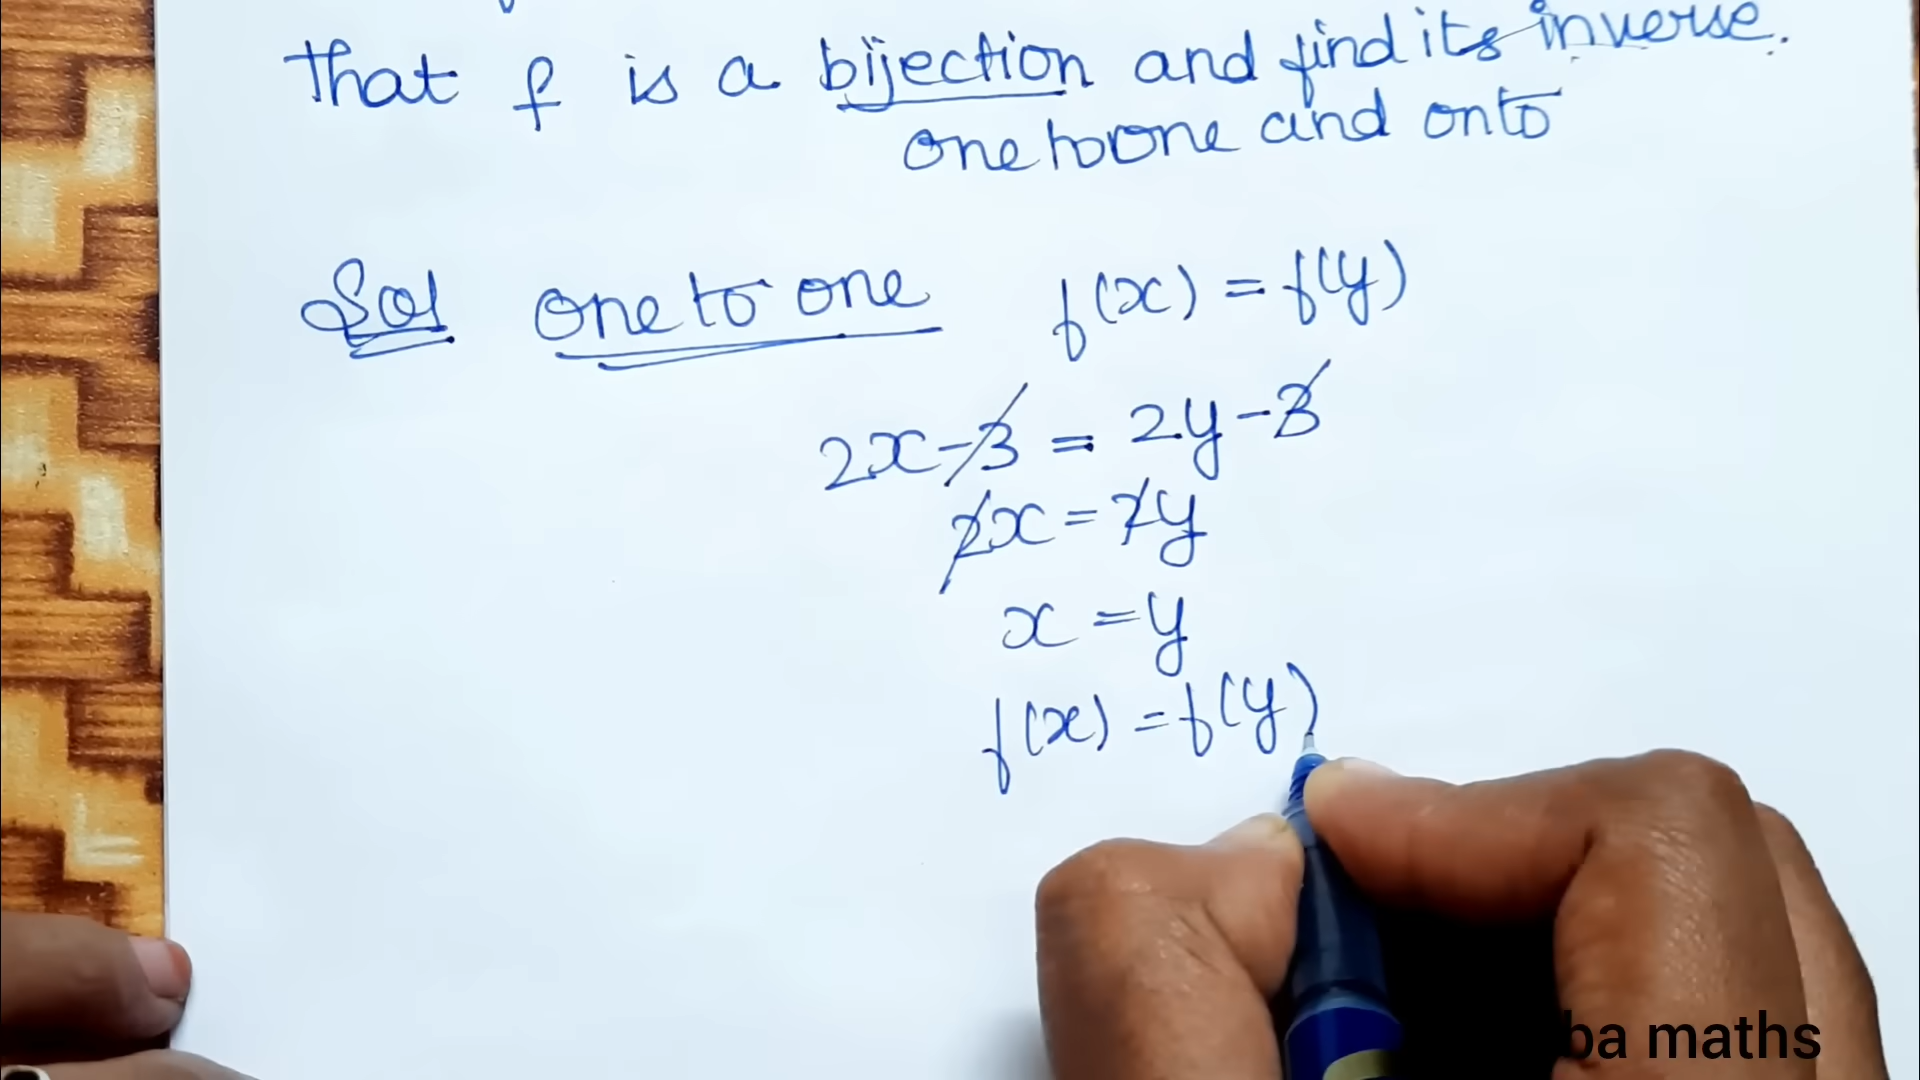 that f is a bijection and find its inverse.
one to one and onto
Sol one to one f(x) = f(y)
2x-3 = 2y-3
2x = 2y
x = y
f(x) = f(y)
ba maths